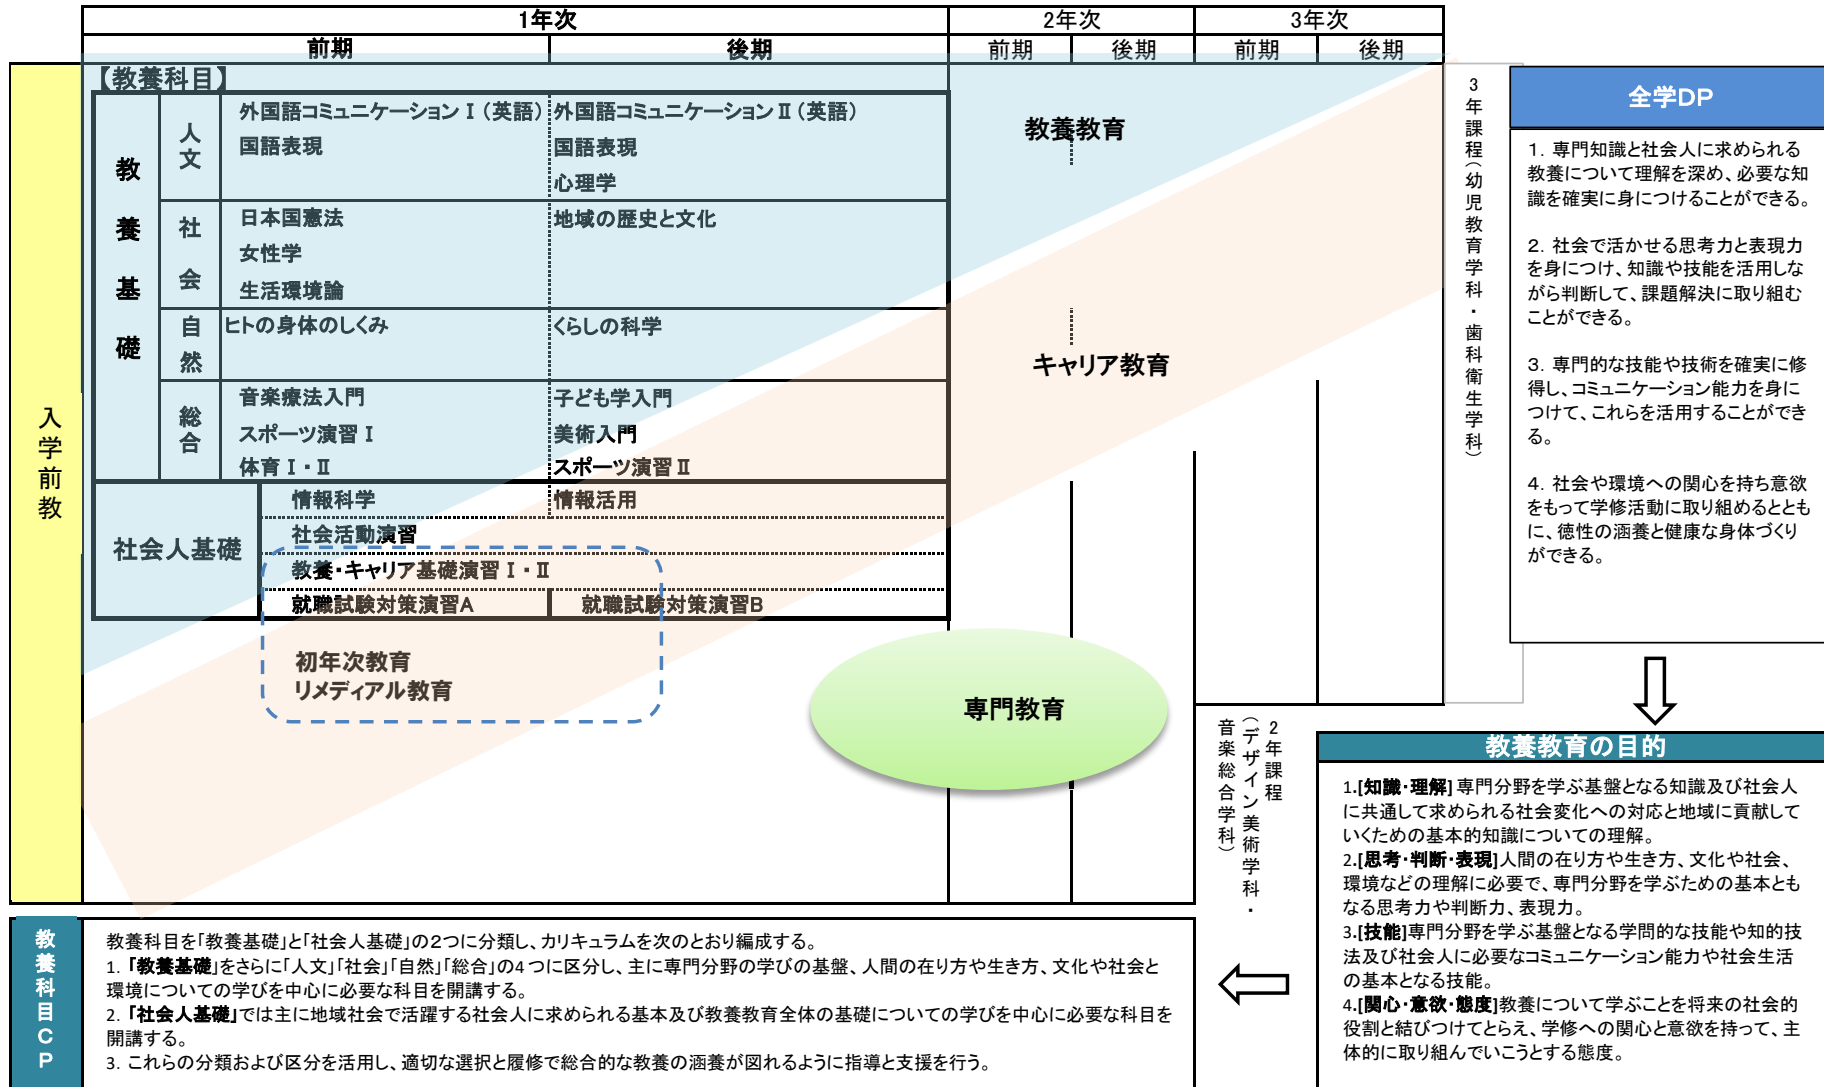 1年次
2年次
3年次
前期
後期
前期
後期
前期
後期
入学前教
【教養科目】
教養基礎
人文
外国語コミュニケーションⅠ（英語）
外国語コミュニケーションⅡ（英語）
国語表現
国語表現
心理学
社会
日本国憲法
地域の歴史と文化
女性学
生活環境論
自然
ヒトの身体のしくみ
くらしの科学
総合
音楽療法入門
子ども学入門
スポーツ演習Ⅰ
美術入門
体育Ⅰ・Ⅱ
スポーツ演習Ⅱ
社会人基礎
情報科学
情報活用
社会活動演習
教養・キャリア基礎演習Ⅰ・Ⅱ
就職試験対策演習A
就職試験対策演習B
初年次教育
リメディアル教育
教養教育
キャリア教育
専門教育
3年課程（幼児教育学科・歯科衛生学科）
2年課程
（デザイン美術学科・
音楽総合学科）
全学DP
1．専門知識と社会人に求められる
教養について理解を深め、必要な知
識を確実に身につけることができる。
2．社会で活かせる思考力と表現力
を身につけ、知識や技能を活用しな
がら判断して、課題解決に取り組む
ことができる。
3．専門的な技能や技術を確実に修
得し、コミュニケーション能力を身に
つけて、これらを活用することができ
る。
4．社会や環境への関心を持ち意欲
をもって学修活動に取り組めるととも
に、徳性の涵養と健康な身体づくり
ができる。
教養教育の目的
1.[知識・理解]専門分野を学ぶ基盤となる知識及び社会人
に共通して求められる社会変化への対応と地域に貢献して
いくための基本的知識についての理解。
2.[思考・判断・表現]人間の在り方や生き方、文化や社会、
環境などの理解に必要で、専門分野を学ぶための基本とも
なる思考力や判断力、表現力。
3.[技能]専門分野を学ぶ基盤となる学問的な技能や知的技
法及び社会人に必要なコミュニケーション能力や社会生活
の基本となる技能。
4.[関心・意欲・態度]教養について学ぶことを将来の社会的
役割と結びつけてとらえ、学修への関心と意欲を持って、主
体的に取り組んでいこうとする態度。
教養科目CP
教養科目を「教養基礎」と「社会人基礎」の2つに分類し、カリキュラムを次のとおり編成する。
1．「教養基礎」をさらに「人文」「社会」「自然」「総合」の4つに区分し、主に専門分野の学びの基盤、人間の在り方や生き方、文化や社会と
環境についての学びを中心に必要な科目を開講する。
2．「社会人基礎」では主に地域社会で活躍する社会人に求められる基本及び教養教育全体の基礎についての学びを中心に必要な科目を
開講する。
3．これらの分類および区分を活用し、適切な選択と履修で総合的な教養の涵養が図れるように指導と支援を行う。